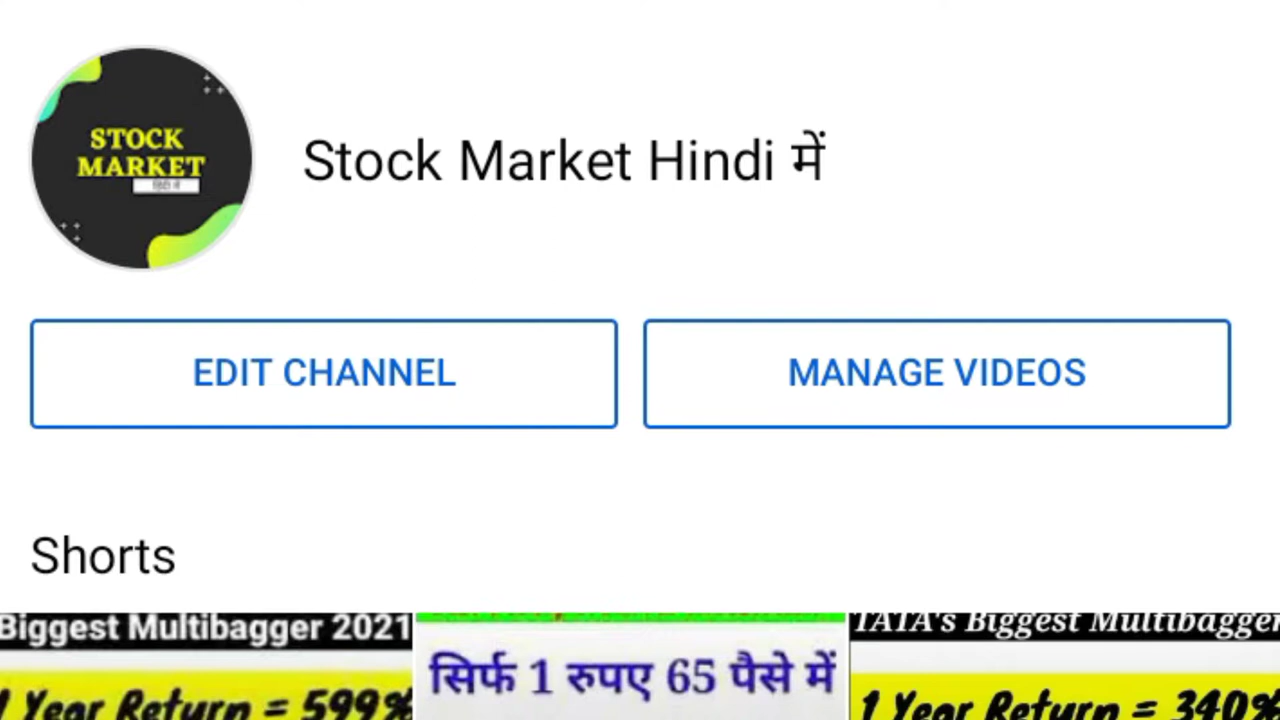 STOCK
MARKET
हिंदी में
Stock Market Hindi में
EDIT CHANNEL
MANAGE VIDEOS
Shorts
Biggest Multibagger 2021
सिर्फ 1 रुपए 65 पैसे में
TATA's Biggest Multibagger
1 Year Return = 599%
1 Year Return = 340%